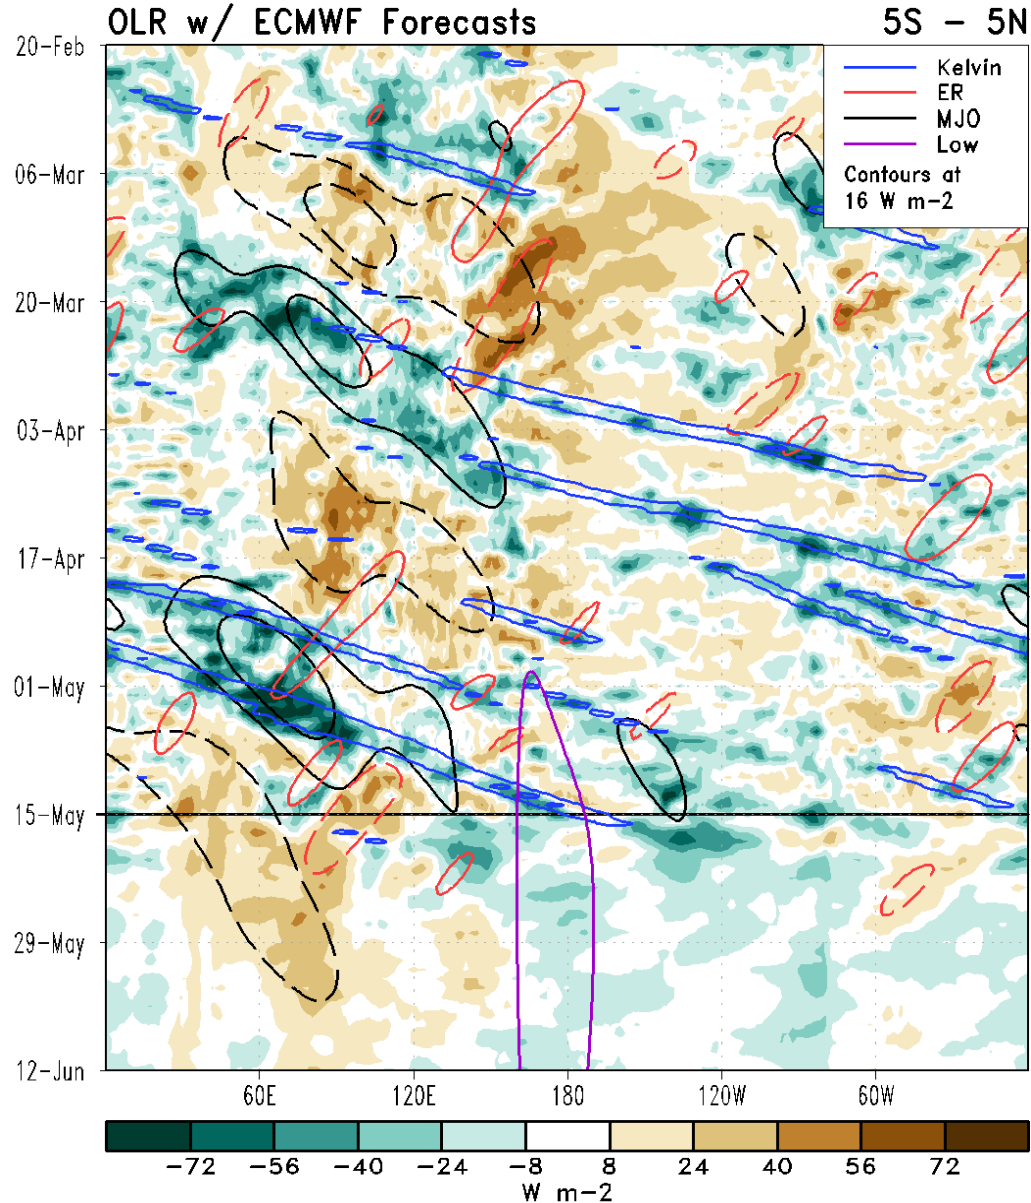 OLR w/ ECMWF Forecasts 5S - 5N
Kelvin
ER
MJO
Low
Contours at
16 W m-2
20-Feb
06-Mar
20-Mar
03-Apr
17-Apr
01-May
15-May
29-May
12-Jun
60E 120E 180 120W 60W
-72 -56 -40 -24 -8 8 24 40 56 72
W m-2